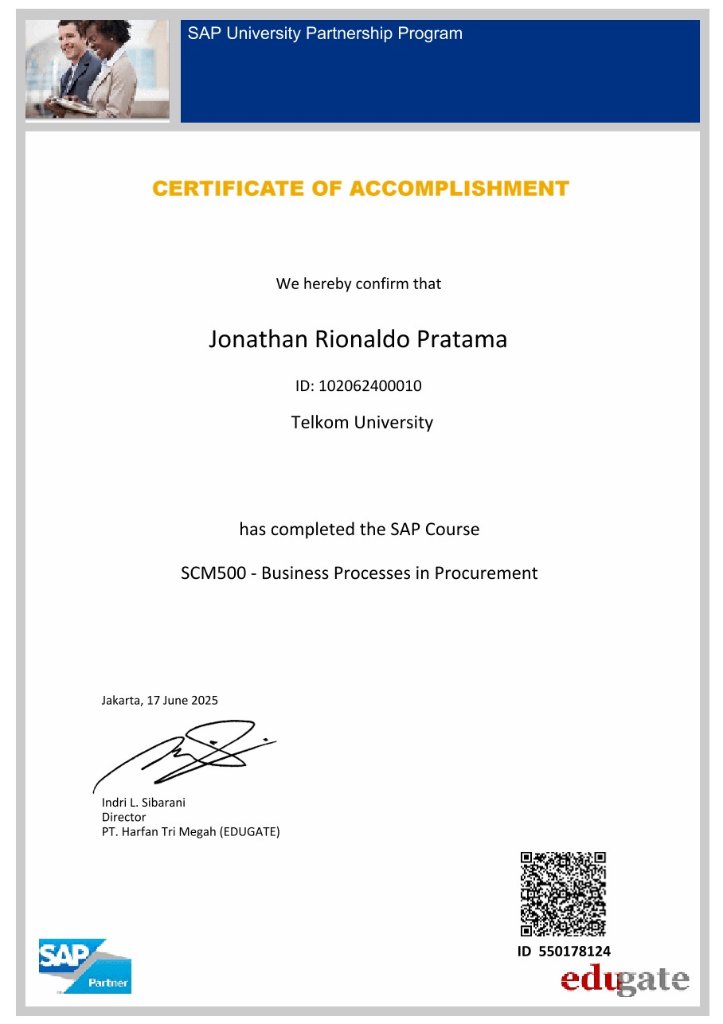 SAP University Partnership Program
CERTIFICATE OF ACCOMPLISHMENT
We hereby confirm that
Jonathan Rionaldo Pratama
ID: 102062400010
Telkom University
has completed the SAP Course
SCM500 - Business Processes in Procurement
Jakarta, 17 June 2025
Indri L. Sibarani
Director
PT. Harfan Tri Megah (EDUGATE)
ID 550178124
SAP
Partner
edugate